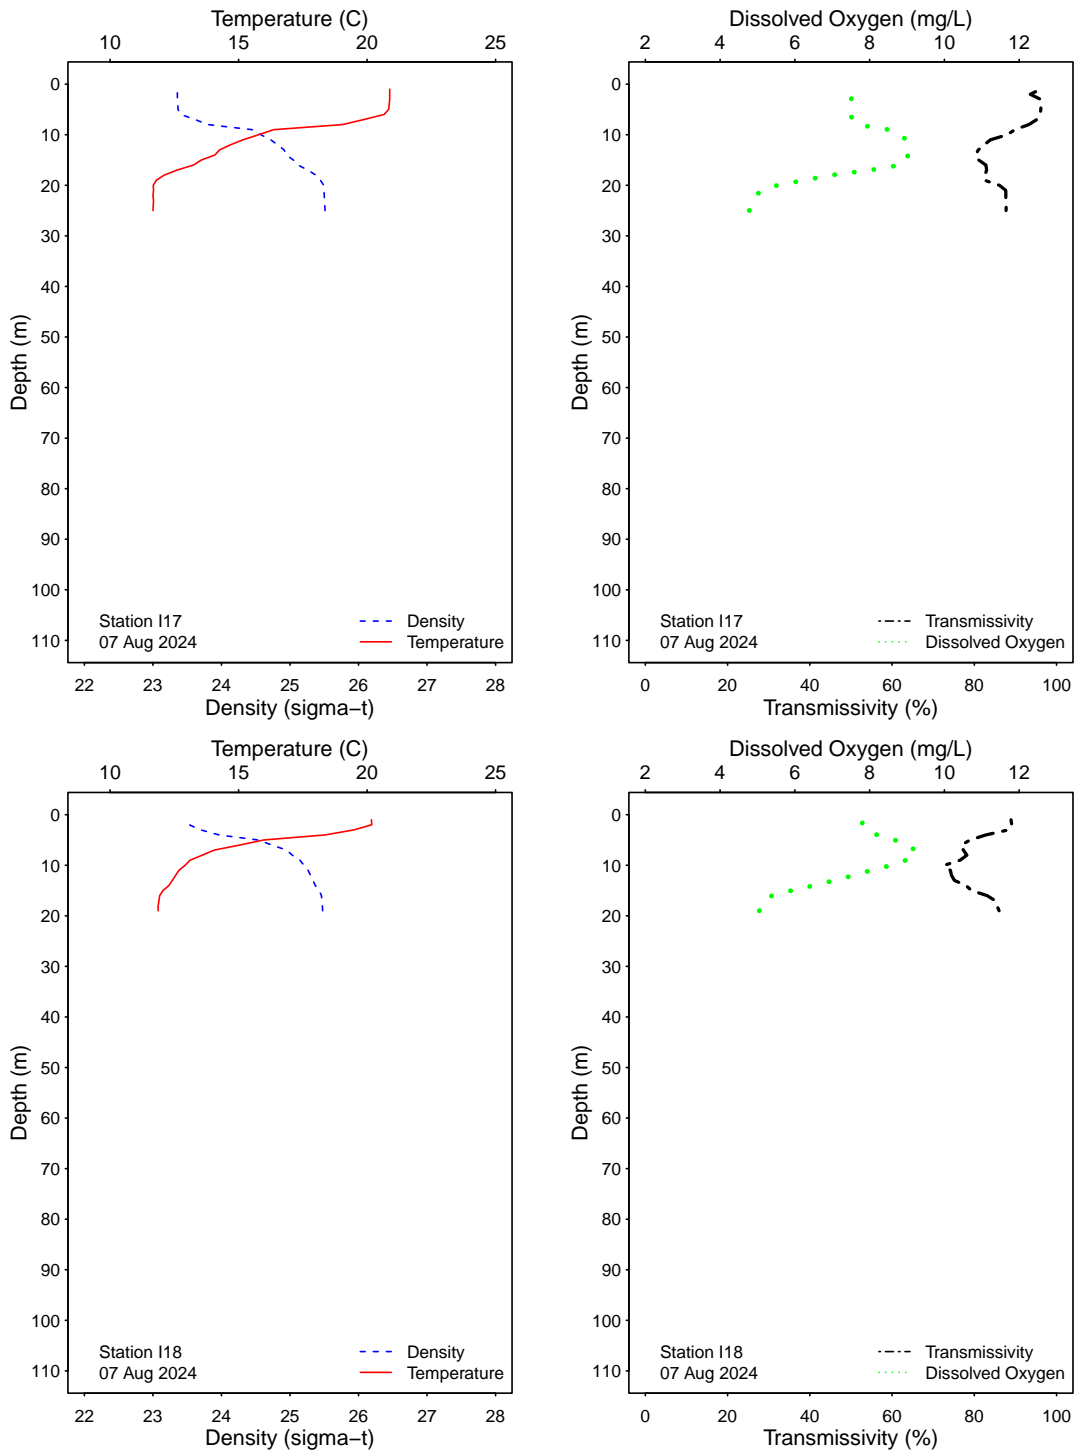 Temperature (C)
10 15 20 25
0
10
20
30
40
50
60
70
80
90
100
110
Depth (m)
Station I17
07 Aug 2024
Density
Temperature
22 23 24 25 26 27 28
Density (sigma−t)
Dissolved Oxygen (mg/L)
2 4 6 8 10 12
0
10
20
30
40
50
60
70
80
90
100
110
Depth (m)
Station I17
07 Aug 2024
Transmissivity
Dissolved Oxygen
0 20 40 60 80 100
Transmissivity (%)
Temperature (C)
10 15 20 25
0
10
20
30
40
50
60
70
80
90
100
110
Depth (m)
Station I18
07 Aug 2024
Density
Temperature
22 23 24 25 26 27 28
Density (sigma−t)
Dissolved Oxygen (mg/L)
2 4 6 8 10 12
0
10
20
30
40
50
60
70
80
90
100
110
Depth (m)
Station I18
07 Aug 2024
Transmissivity
Dissolved Oxygen
0 20 40 60 80 100
Transmissivity (%)